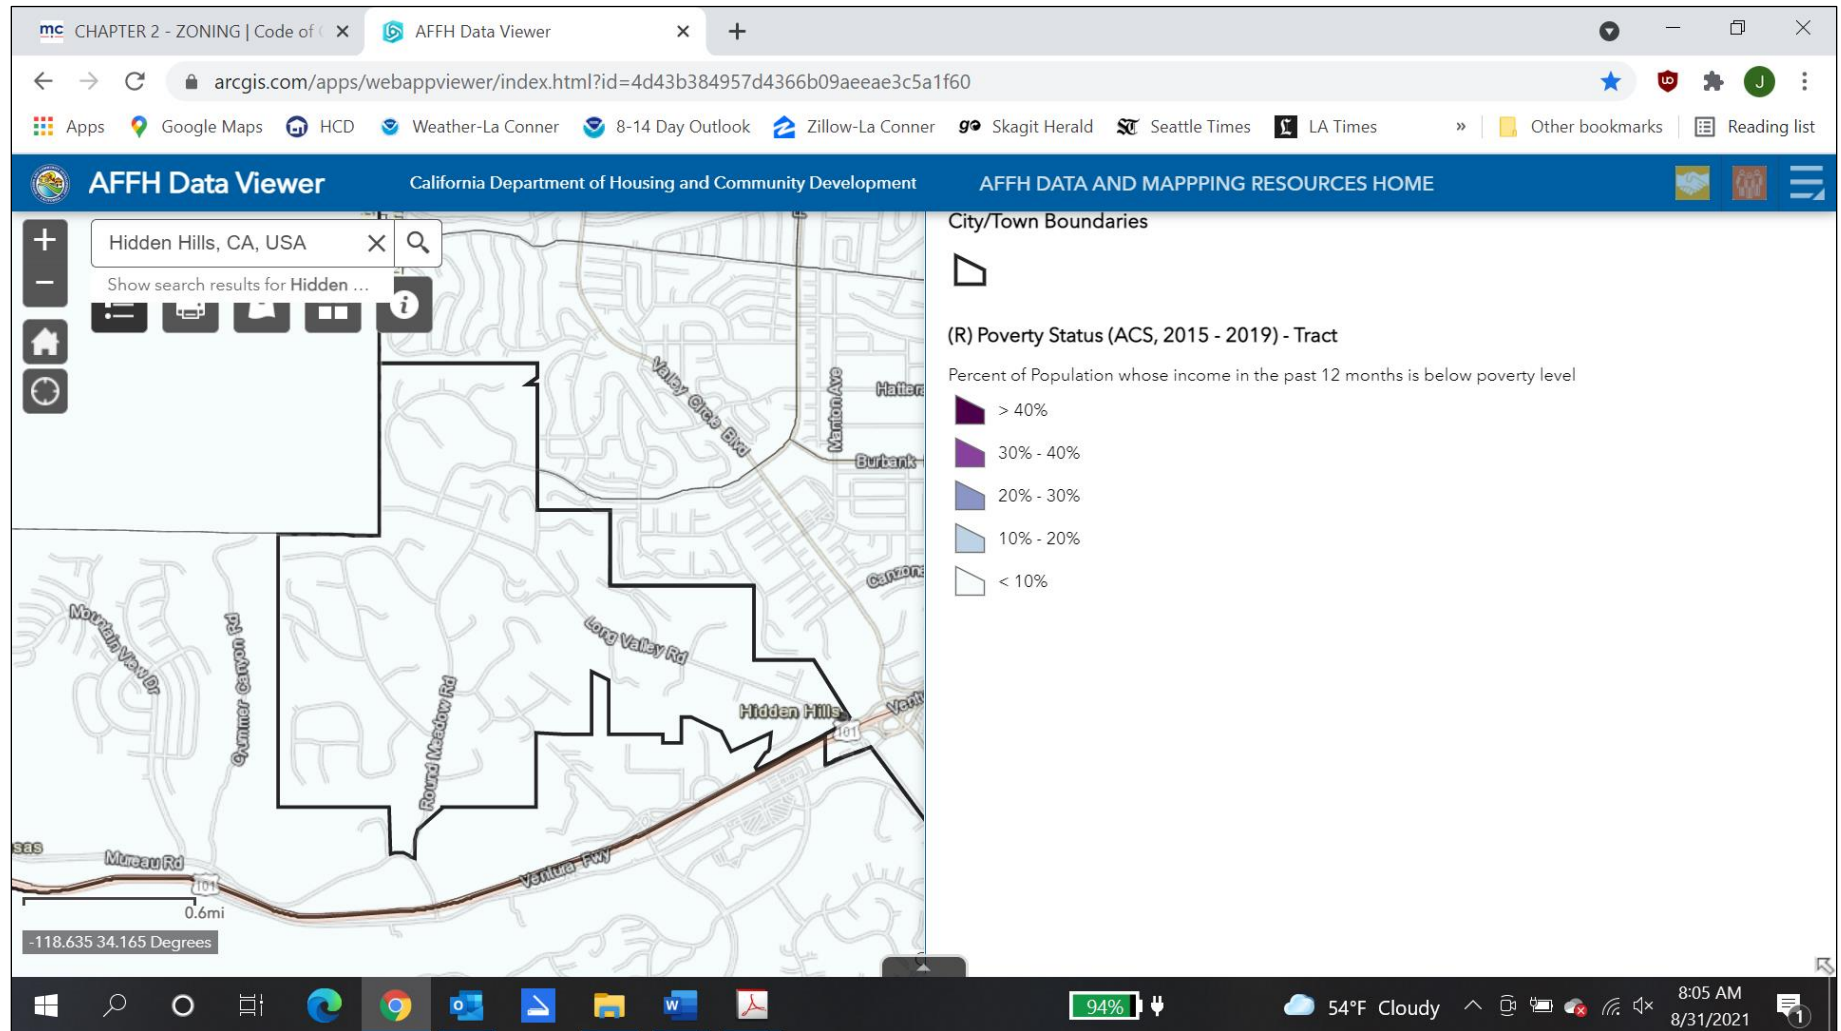 mc CHAPTER 2 - ZONING | Code of
AFFH Data Viewer
arcgis.com/apps/webappviewer/index.html?id=4d43b384957d4366b09aeeae3c5a1f60
J
Apps
Google Maps
HCD
Weather-La Conner
8-14 Day Outlook
Zillow-La Conner
go Skagit Herald
Seattle Times
LA Times
»
Other bookmarks
Reading list
AFFH Data Viewer
California Department of Housing and Community Development
AFFH DATA AND MAPPPING RESOURCES HOME
+
−
Hidden Hills, CA, USA
Show search results for Hidden ...
i
Valley Circle Blvd
Manton Ave
Burbank
Long Valley Rd
Mountain View Dr
Crummer Canyon Rd
Round Meadow Rd
Hidden Hills
101
Mureau Rd
101
Ventura Fwy
0.6mi
-118.635 34.165 Degrees
City/Town Boundaries
(R) Poverty Status (ACS, 2015 - 2019) - Tract
Percent of Population whose income in the past 12 months is below poverty level
> 40%
30% - 40%
20% - 30%
10% - 20%
< 10%
94%
54°F Cloudy
8:05 AM
8/31/2021
1